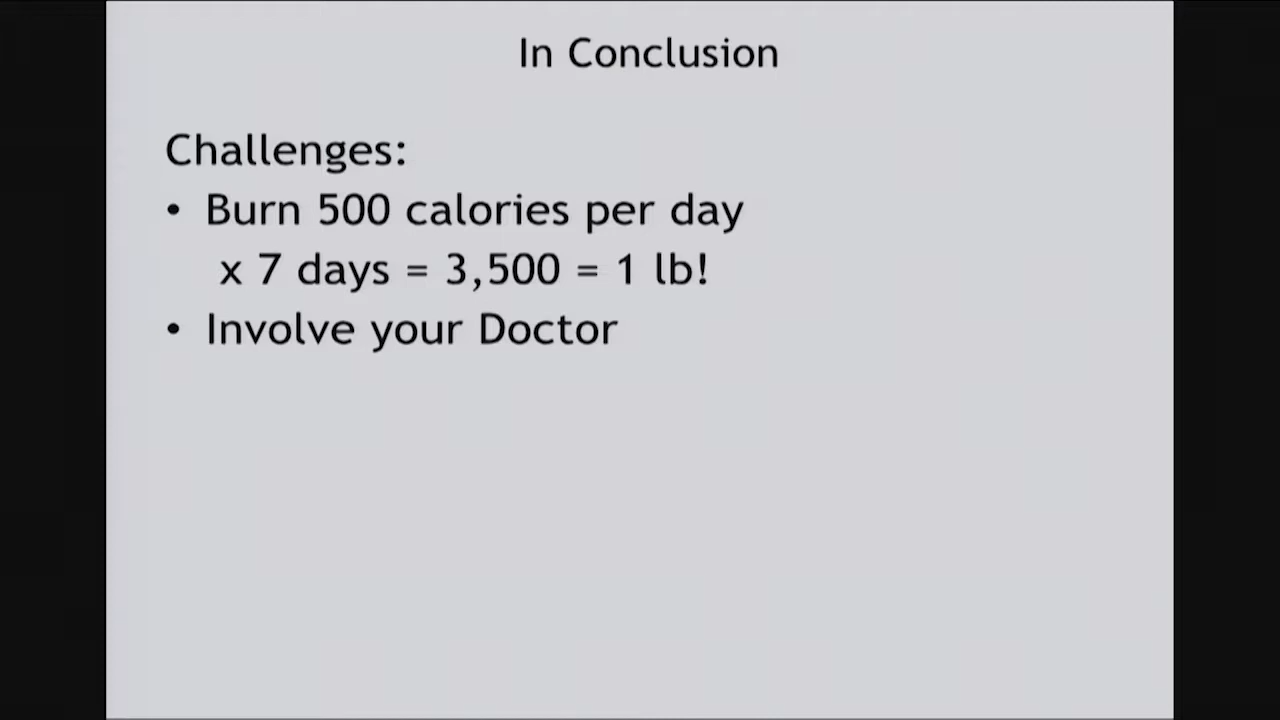 In Conclusion
Challenges:
• Burn 500 calories per day
x 7 days = 3,500 = 1 lb!
• Involve your Doctor